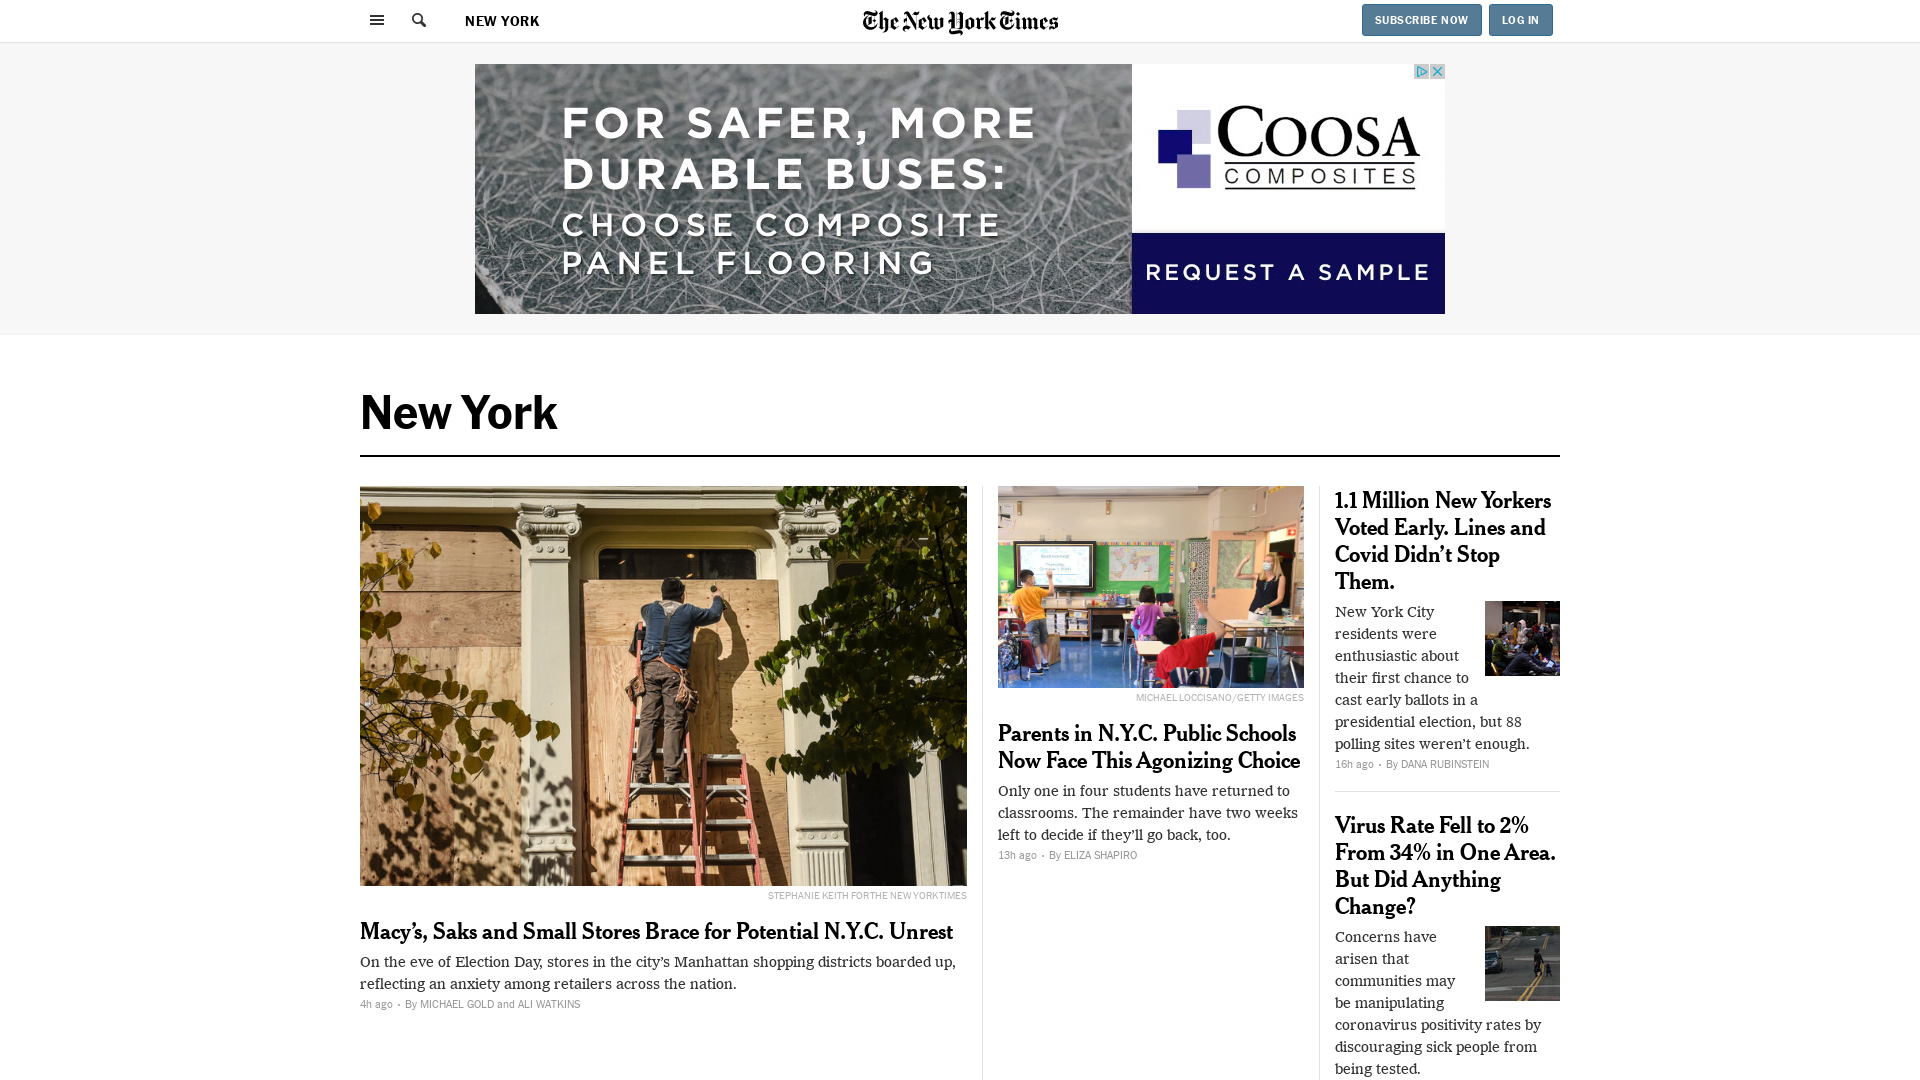 NEW YORK
The New York Times
SUBSCRIBE NOW
LOG IN
FOR SAFER, MORE
DURABLE BUSES:
CHOOSE COMPOSITE
PANEL FLOORING
COOSA
COMPOSITES
REQUEST A SAMPLE
New York
STEPHANIE KEITH FOR THE NEW YORK TIMES
Macy’s, Saks and Small Stores Brace for Potential N.Y.C. Unrest
On the eve of Election Day, stores in the city’s Manhattan shopping districts boarded up,
reflecting an anxiety among retailers across the nation.
4h ago • By MICHAEL GOLD and ALI WATKINS
MICHAEL LOCCISANO/GETTY IMAGES
Parents in N.Y.C. Public Schools
Now Face This Agonizing Choice
Only one in four students have returned to
classrooms. The remainder have two weeks
left to decide if they’ll go back, too.
13h ago • By ELIZA SHAPIRO
1.1 Million New Yorkers
Voted Early. Lines and
Covid Didn’t Stop
Them.
New York City
residents were
enthusiastic about
their first chance to
cast early ballots in a
presidential election, but 88
polling sites weren’t enough.
16h ago • By DANA RUBINSTEIN
Virus Rate Fell to 2%
From 34% in One Area.
But Did Anything
Change?
Concerns have
arisen that
communities may
be manipulating
coronavirus positivity rates by
discouraging sick people from
being tested.